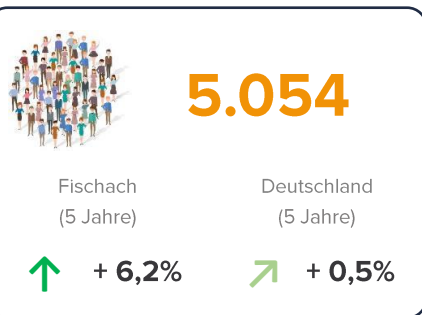 5.054
Fischach
(5 Jahre)
+ 6,2%
Deutschland
(5 Jahre)
+ 0,5%